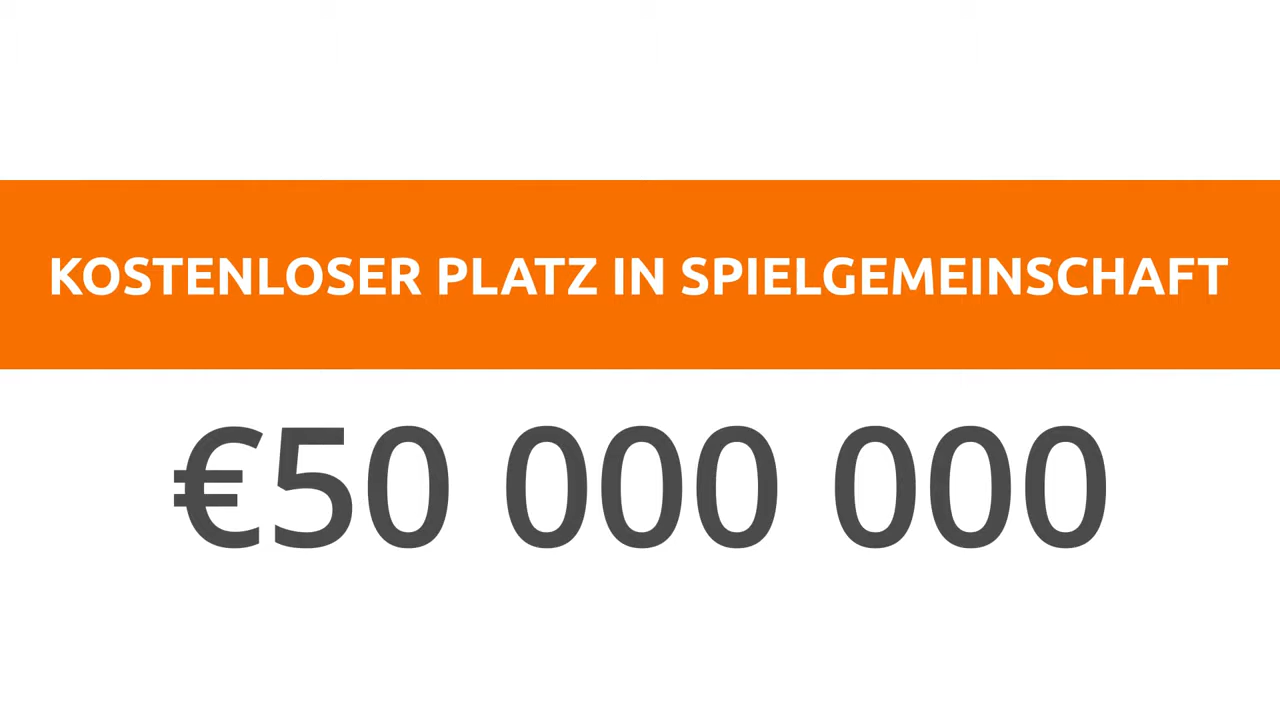 KOSTENLOSER PLATZ IN SPIELGEMEINSCHAFT
€50 000 000